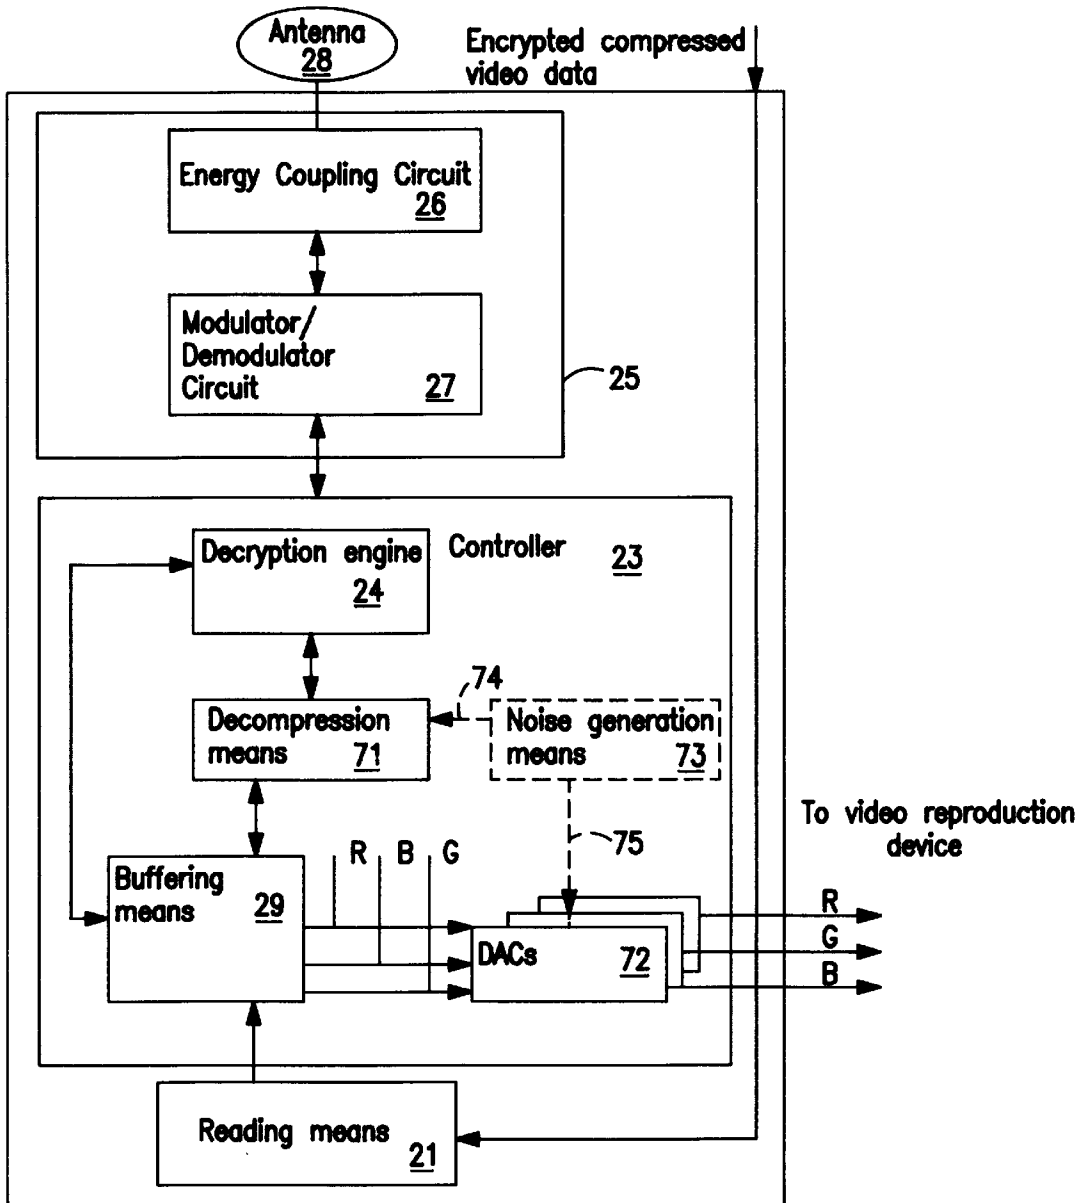 Antenna
28
Encrypted compressed
video data
Energy Coupling Circuit
26
Modulator/
Demodulator
Circuit
27
25
Decryption engine
24
Controller
23
74
Decompression
means
71
Noise generation
means
73
75
To video reproduction
device
R B G
Buffering
means
29
DACs
72
R
G
B
Reading means
21